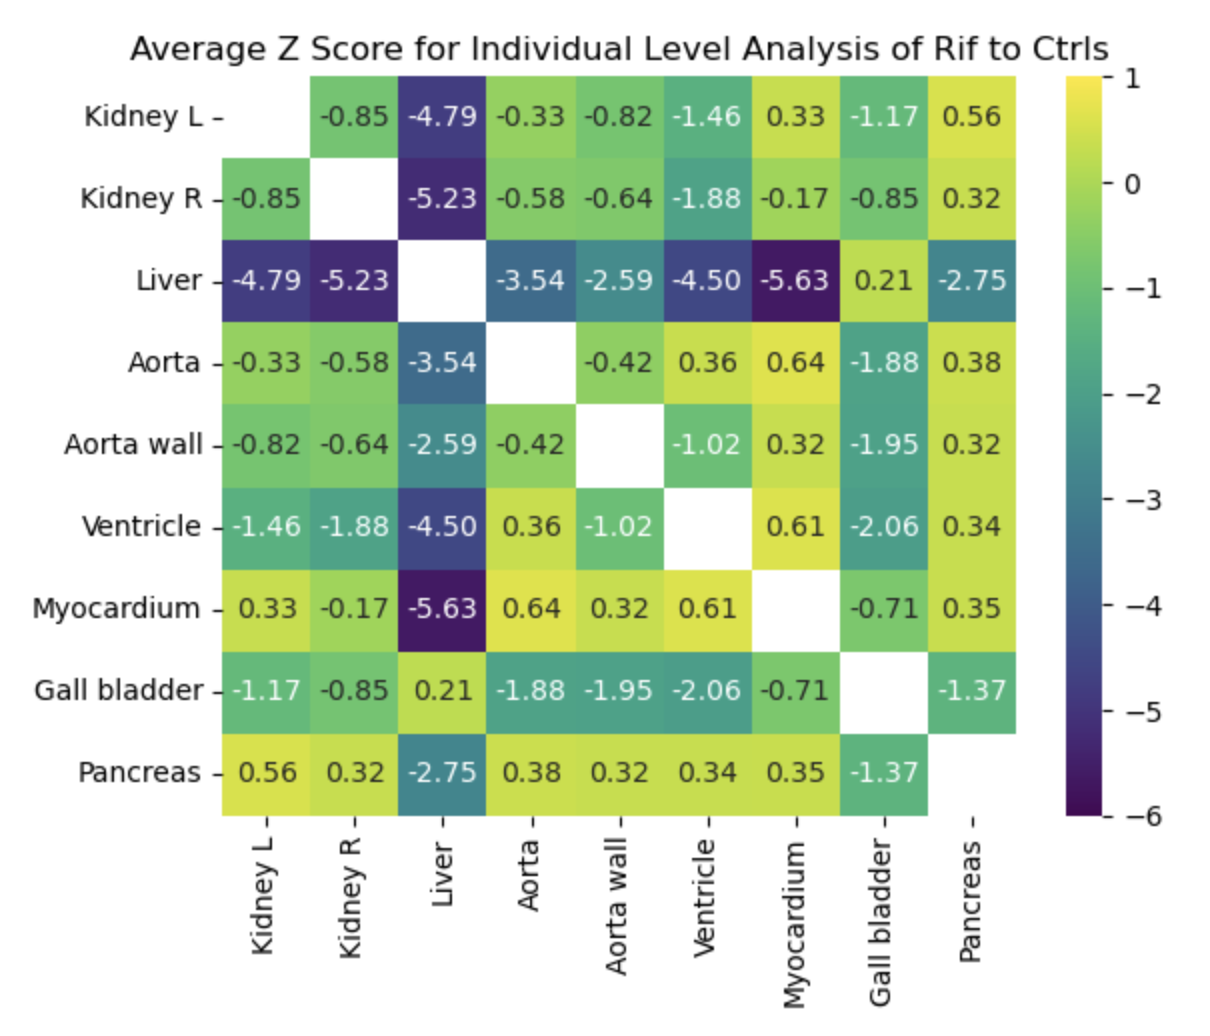 Average Z Score for Individual Level Analysis of Rif to Ctrls
Kidney L -0.85 -4.79 -0.33 -0.82 -1.46 0.33 -1.17 0.56
Kidney R -0.85 -5.23 -0.58 -0.64 -1.88 -0.17 -0.85 0.32
Liver -4.79 -5.23 -3.54 -2.59 -4.50 -5.63 0.21 -2.75
Aorta -0.33 -0.58 -3.54 -0.42 0.36 0.64 -1.88 0.38
Aorta wall -0.82 -0.64 -2.59 -0.42 -1.02 0.32 -1.95 0.32
Ventricle -1.46 -1.88 -4.50 0.36 -1.02 0.61 -2.06 0.34
Myocardium 0.33 -0.17 -5.63 0.64 0.32 0.61 -0.71 0.35
Gall bladder -1.17 -0.85 0.21 -1.88 -1.95 -2.06 -0.71 -1.37
Pancreas 0.56 0.32 -2.75 0.38 0.32 0.34 0.35 -1.37
Kidney L
Kidney R
Liver
Aorta
Aorta wall
Ventricle
Myocardium
Gall bladder
Pancreas
1
0
−1
−2
−3
−4
−5
−6